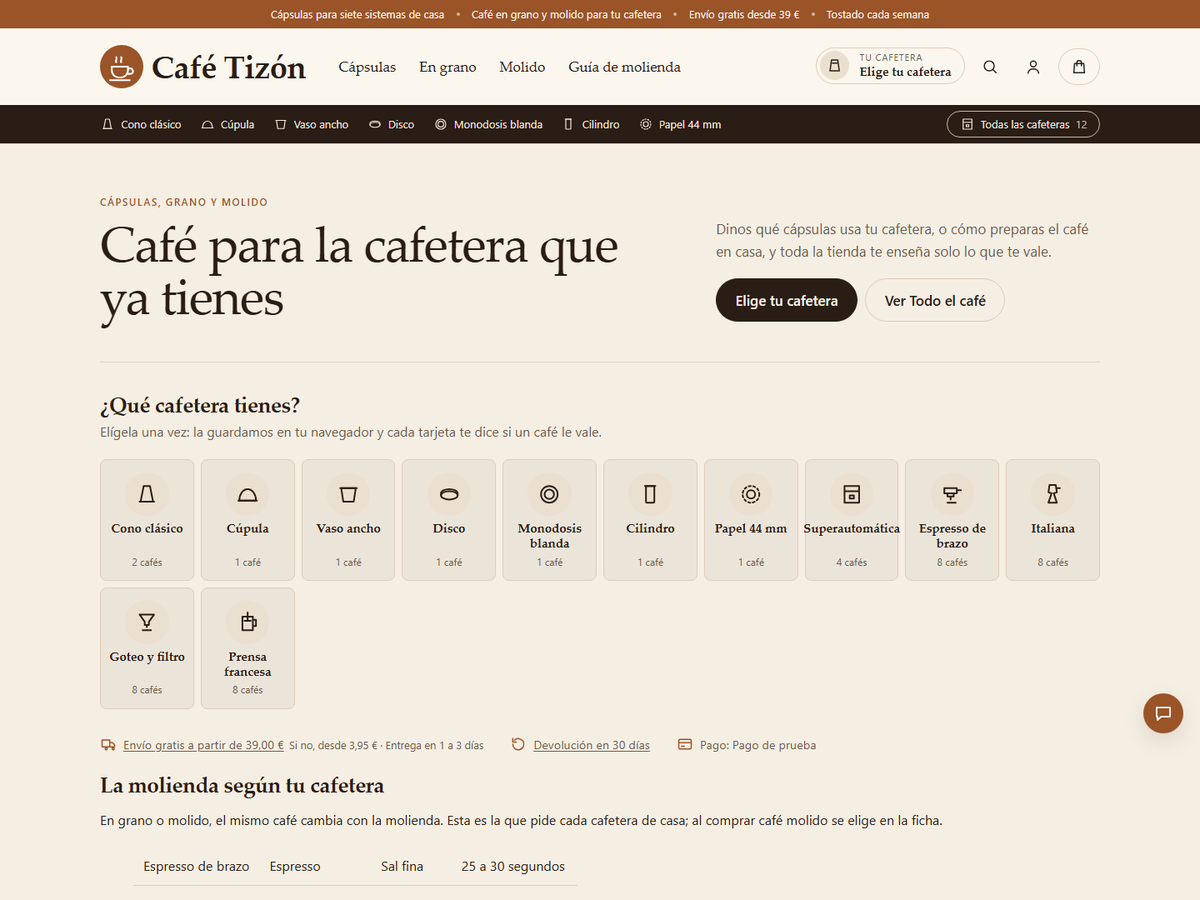 Cápsulas para siete sistemas de casa • Café en grano y molido para tu cafetera • Envío gratis desde 39 € • Tostado cada semana
Café Tizón
Cápsulas En grano Molido Guía de molienda
TU CAFETERA
Elige tu cafetera
Cono clásico Cúpula Vaso ancho Disco Monodosis blanda Cilindro Papel 44 mm Todas las cafeteras 12
CÁPSULAS, GRANO Y MOLIDO
Café para la cafetera que
ya tienes
Dinos qué cápsulas usa tu cafetera, o cómo preparas el café
en casa, y toda la tienda te enseña solo lo que te vale.
Elige tu cafetera Ver Todo el café
¿Qué cafetera tienes?
Elígela una vez: la guardamos en tu navegador y cada tarjeta te dice si un café le vale.
Cono clásico
2 cafés
Cúpula
1 café
Vaso ancho
1 café
Disco
1 café
Monodosis
blanda
1 café
Cilindro
1 café
Papel 44 mm
1 café
Superautomática
4 cafés
Espresso de
brazo
8 cafés
Italiana
8 cafés
Goteo y filtro
8 cafés
Prensa
francesa
8 cafés
Envío gratis a partir de 39,00 € Si no, desde 3,95 € · Entrega en 1 a 3 días Devolución en 30 días Pago: Pago de prueba
La molienda según tu cafetera
En grano o molido, el mismo café cambia con la molienda. Esta es la que pide cada cafetera de casa; al comprar café molido se elige en la ficha.
Espresso de brazo Espresso Sal fina 25 a 30 segundos